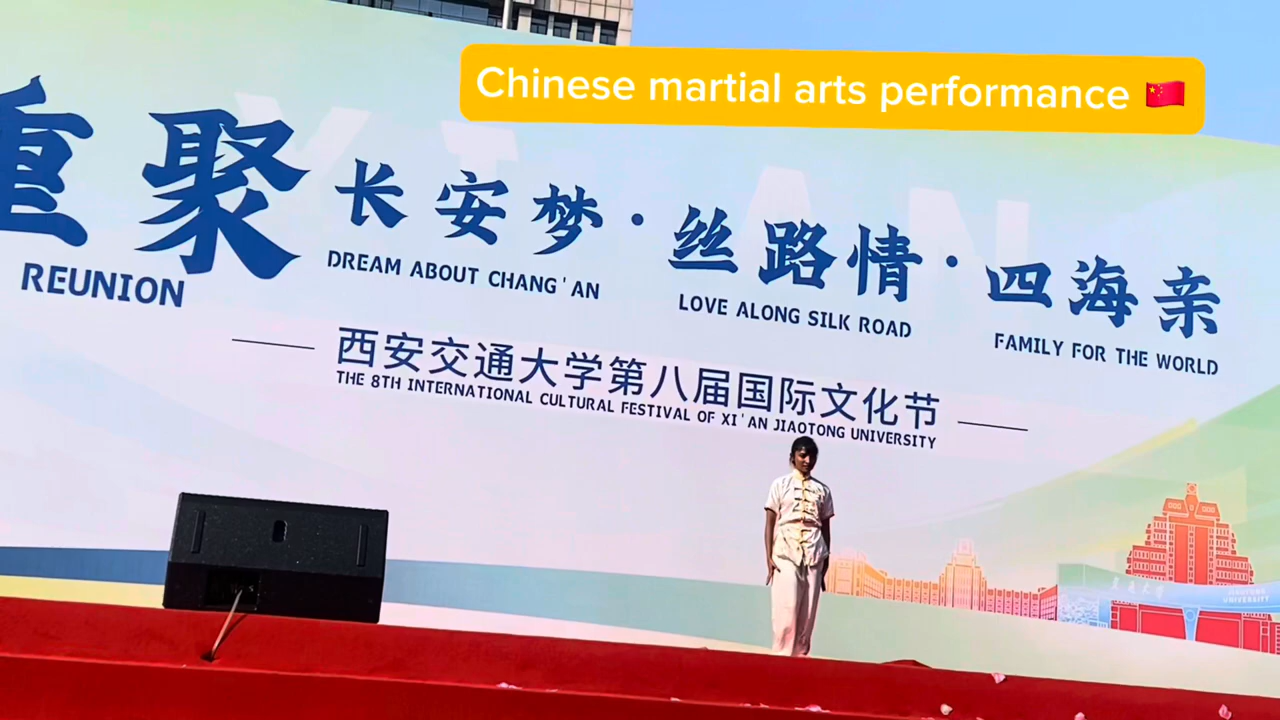 Chinese martial arts performance 🇨🇳
重聚
REUNION
长安梦·丝路情·四海亲
DREAM ABOUT CHANG'AN
LOVE ALONG SILK ROAD
FAMILY FOR THE WORLD
西安交通大学第八届国际文化节
THE 8TH INTERNATIONAL CULTURAL FESTIVAL OF XI'AN JIAOTONG UNIVERSITY
UNIVERSITY